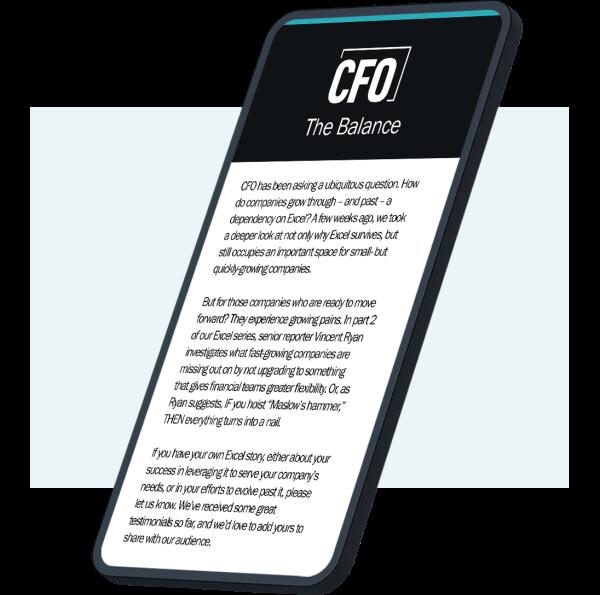 CFO
The Balance
CFO has been asking a ubiquitous question. How
do companies grow through – and past – a
dependency on Excel? A few weeks ago, we took
a deeper look at not only why Excel survives, but
still occupies an important space for small- but
quickly-growing companies.
But for those companies who are ready to move
forward? They experience growing pains. In part 2
of our Excel series, senior reporter Vincent Ryan
investigates what fast-growing companies are
missing out on by not upgrading to something
that gives financial teams greater flexibility. Or, as
Ryan suggests, IF you hoist “Maslow's hammer,”
THEN everything turns into a nail.
If you have your own Excel story, either about your
success in leveraging it to serve your company's
needs, or in your efforts to evolve past it, please
let us know. We've received some great
testimonials so far, and we'd love to add yours to
share with our audience.